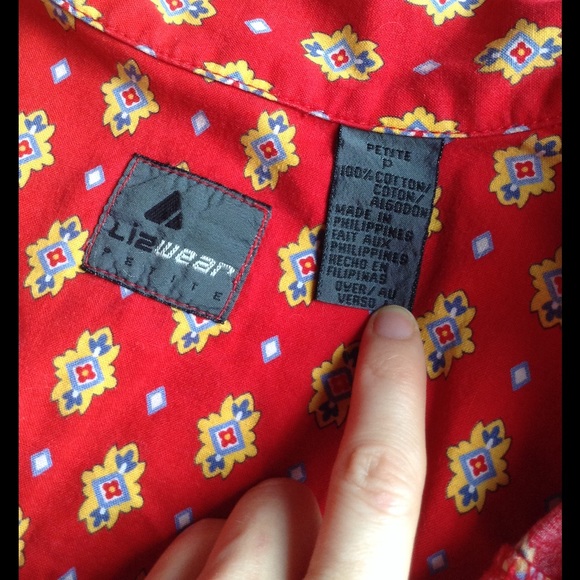 Lizwear
PETITE
PETITE
P
100% COTTON/
COTON/
ALGODON
MADE IN
PHILIPPINES
FAIT AUX
PHILIPPINES
HECHO EN
FILIPINAS
OVER/AU
VERSO